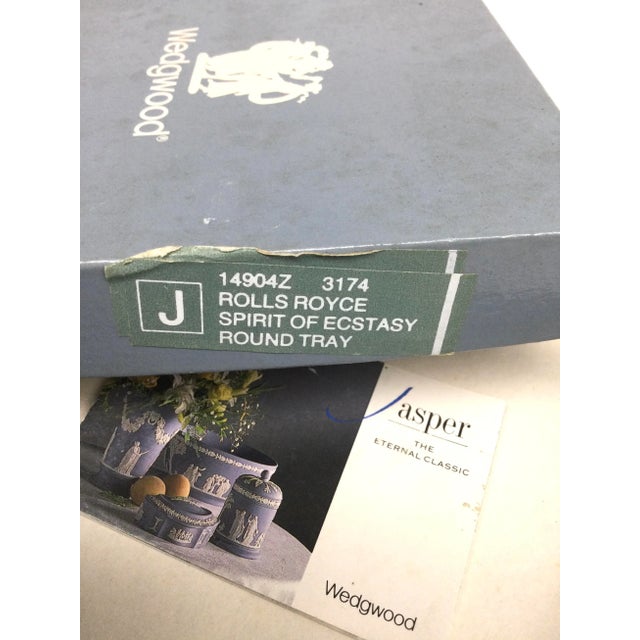 Wedgwood®
J
14904Z 3174
ROLLS ROYCE
SPIRIT OF ECSTASY
ROUND TRAY
Jasper
THE
ETERNAL CLASSIC
Wedgwood